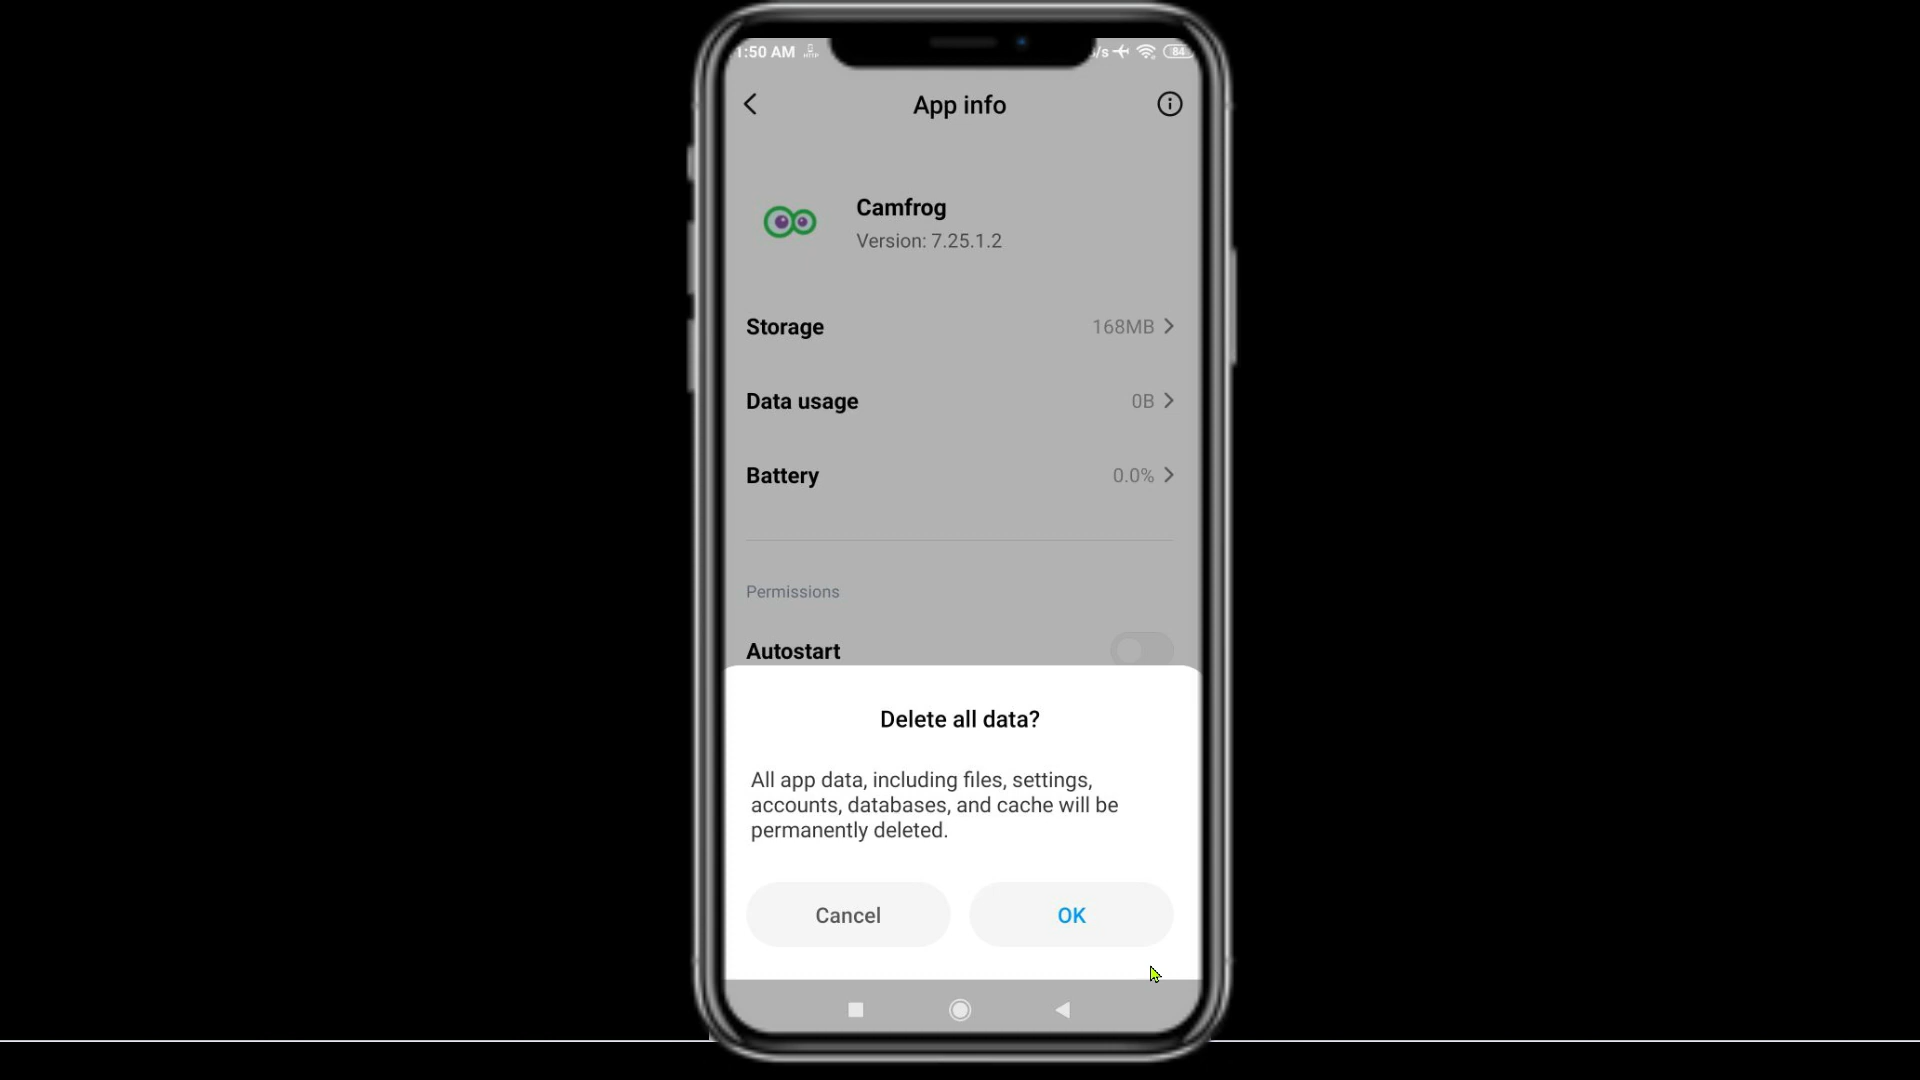 1:50 AM
/s 84
App info
Camfrog
Version: 7.25.1.2
Storage 168MB
Data usage 0B
Battery 0.0%
Permissions
Autostart
Delete all data?
All app data, including files, settings,
accounts, databases, and cache will be
permanently deleted.
Cancel OK